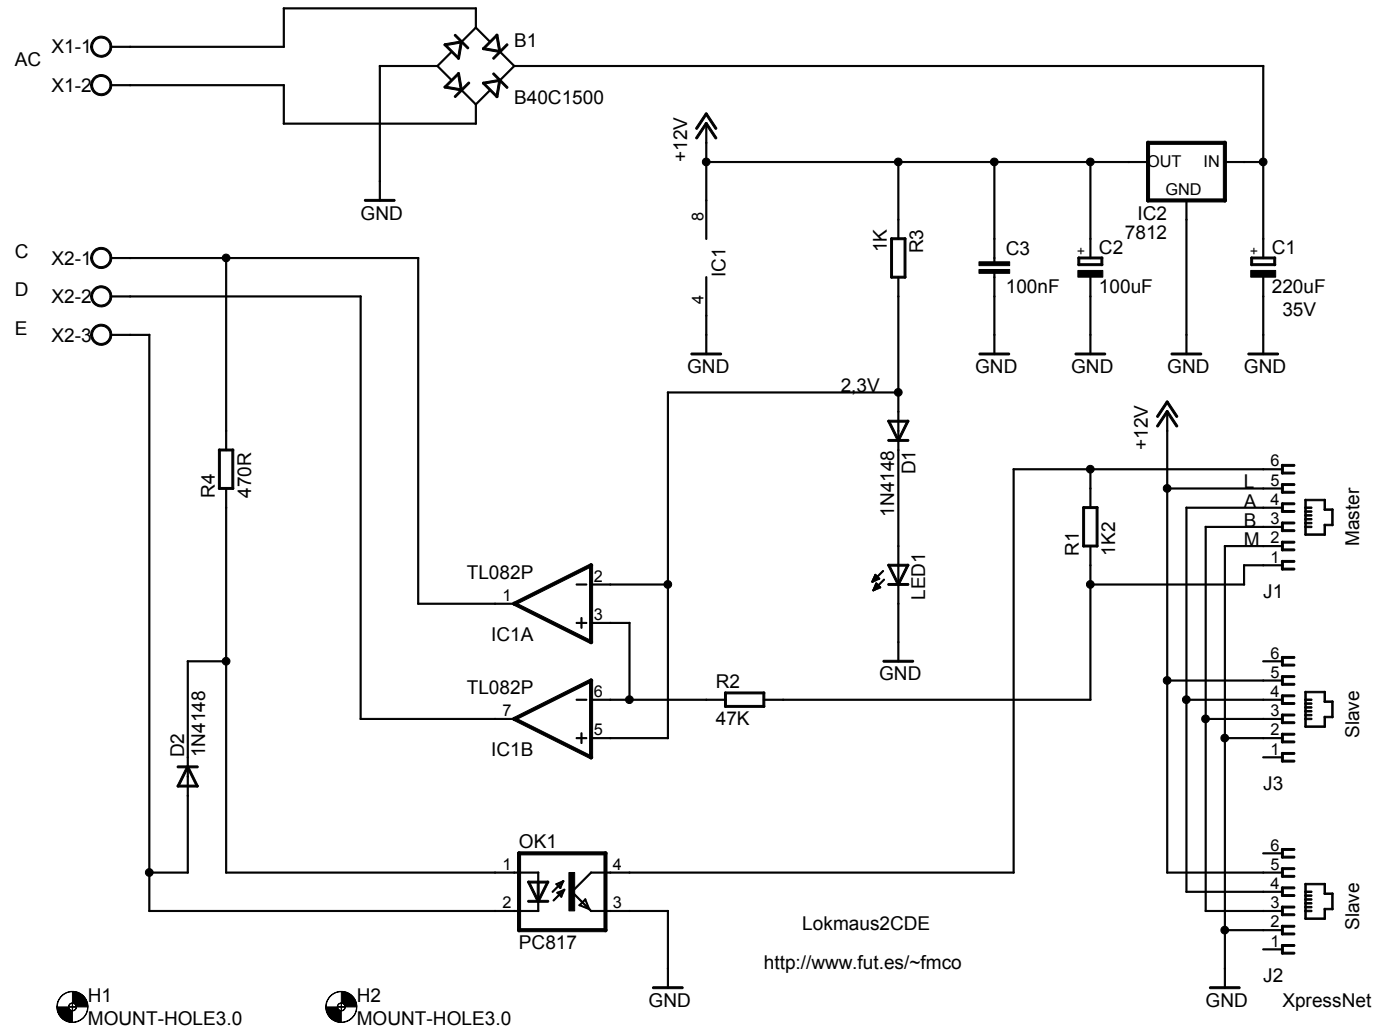 AC
X1-1
X1-2
B1
B40C1500
GND
+12V
8
IC1
4
GND
1K
R3
C3
100nF
GND
C2
100uF
GND
OUT IN
GND
IC2
7812
GND
C1
220uF
35V
GND
C X2-1
D X2-2
E X2-3
R4
470R
2,3V
1N4148
D1
LED1
GND
TL082P
1
2
3
IC1A
TL082P
7
6
5
IC1B
R2
47K
R1
1K2
+12V
6
L 5
A 4
B 3
M 2
1
J1
Master
6
5
4
3
2
1
J3
Slave
6
5
4
3
2
1
J2
Slave
XpressNet
GND
D2
1N4148
OK1
1
2
4
3
PC817
GND
Lokmaus2CDE
http://www.fut.es/~fmco
H1
MOUNT-HOLE3.0
H2
MOUNT-HOLE3.0